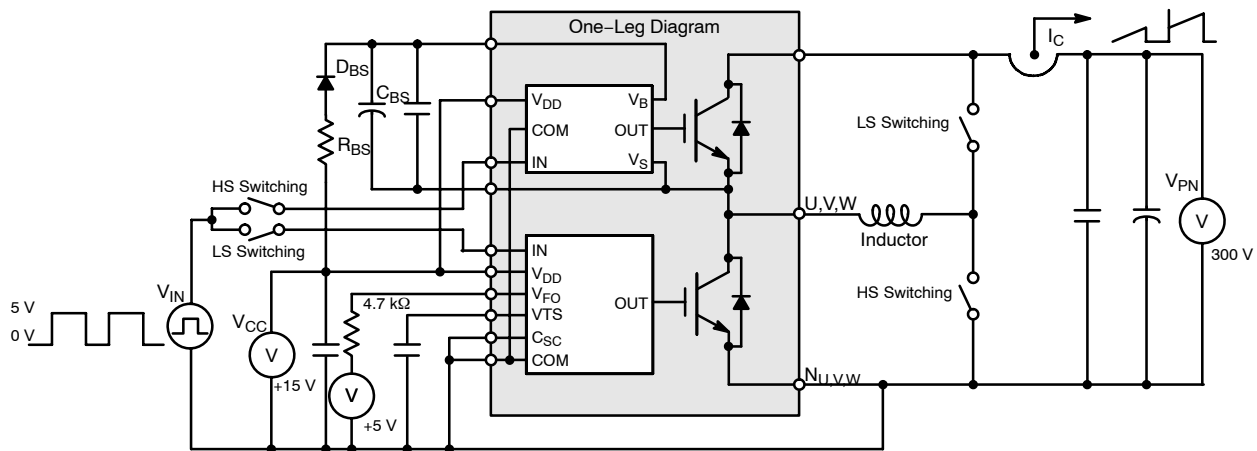 One−Leg Diagram
I_C
D_BS
C_BS
R_BS
V_DD
COM
IN
V_B
OUT
V_S
LS Switching
HS Switching
LS Switching
U,V,W
Inductor
V_PN
V
300 V
IN
V_DD
V_FO
VTS
C_SC
COM
OUT
HS Switching
4.7 kΩ
V_IN
5 V
0 V
V_CC
V
+15 V
V
+5 V
N_U,V,W